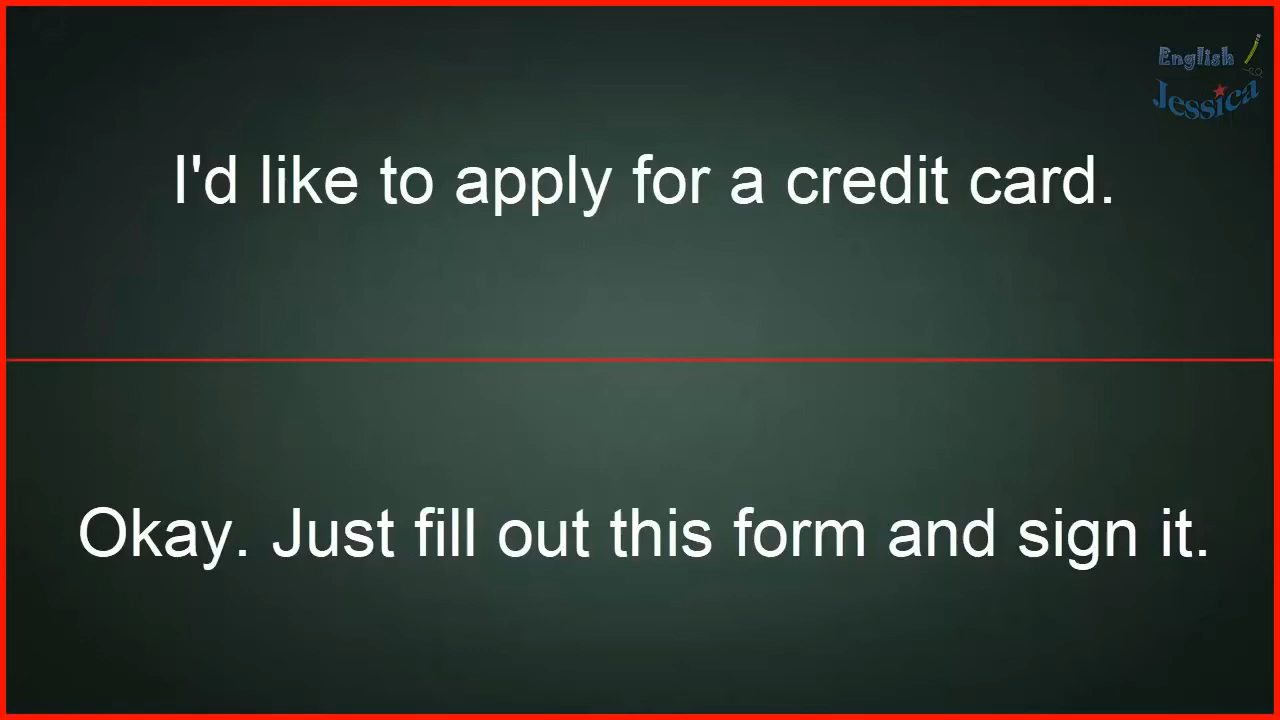 English
Jessica
I'd like to apply for a credit card.
Okay. Just fill out this form and sign it.